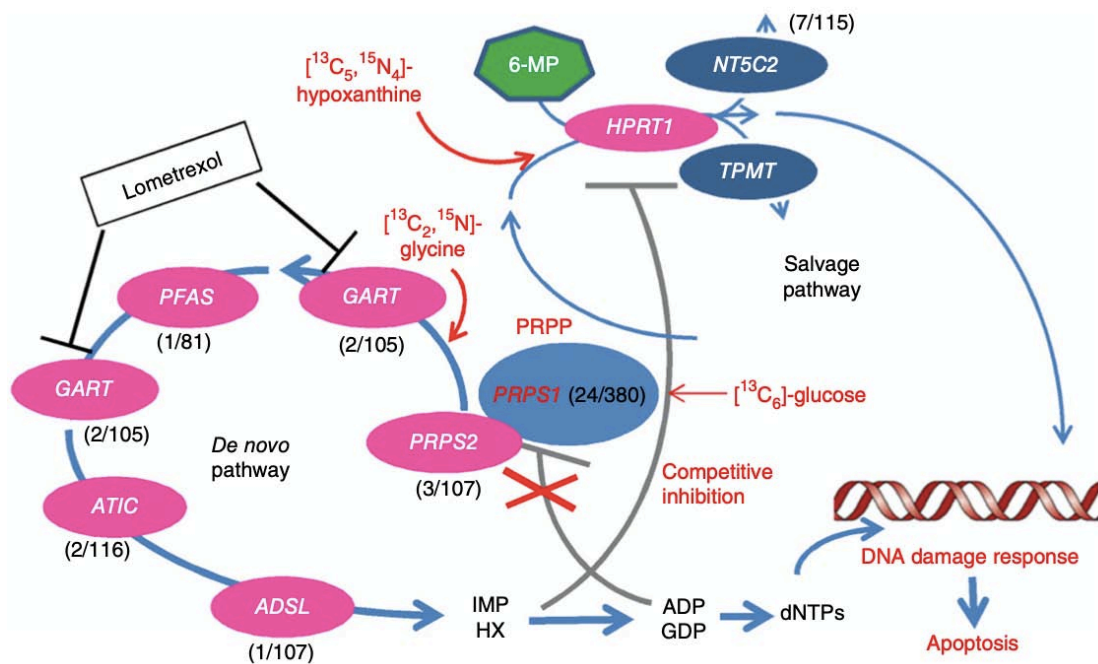 (7/115)
6-MP
NT5C2
[¹³C₅,¹⁵N₄]-
hypoxanthine
HPRT1
TPMT
Lometrexol
[¹³C₂,¹⁵N]-
glycine
Salvage
pathway
PFAS
(1/81)
GART
(2/105)
PRPP
GART
(2/105)
PRPS1 (24/380)
[¹³C₆]-glucose
De novo
pathway
PRPS2
(3/107)
Competitive
inhibition
ATIC
(2/116)
DNA damage response
ADSL
(1/107)
IMP
HX
ADP
GDP
dNTPs
Apoptosis